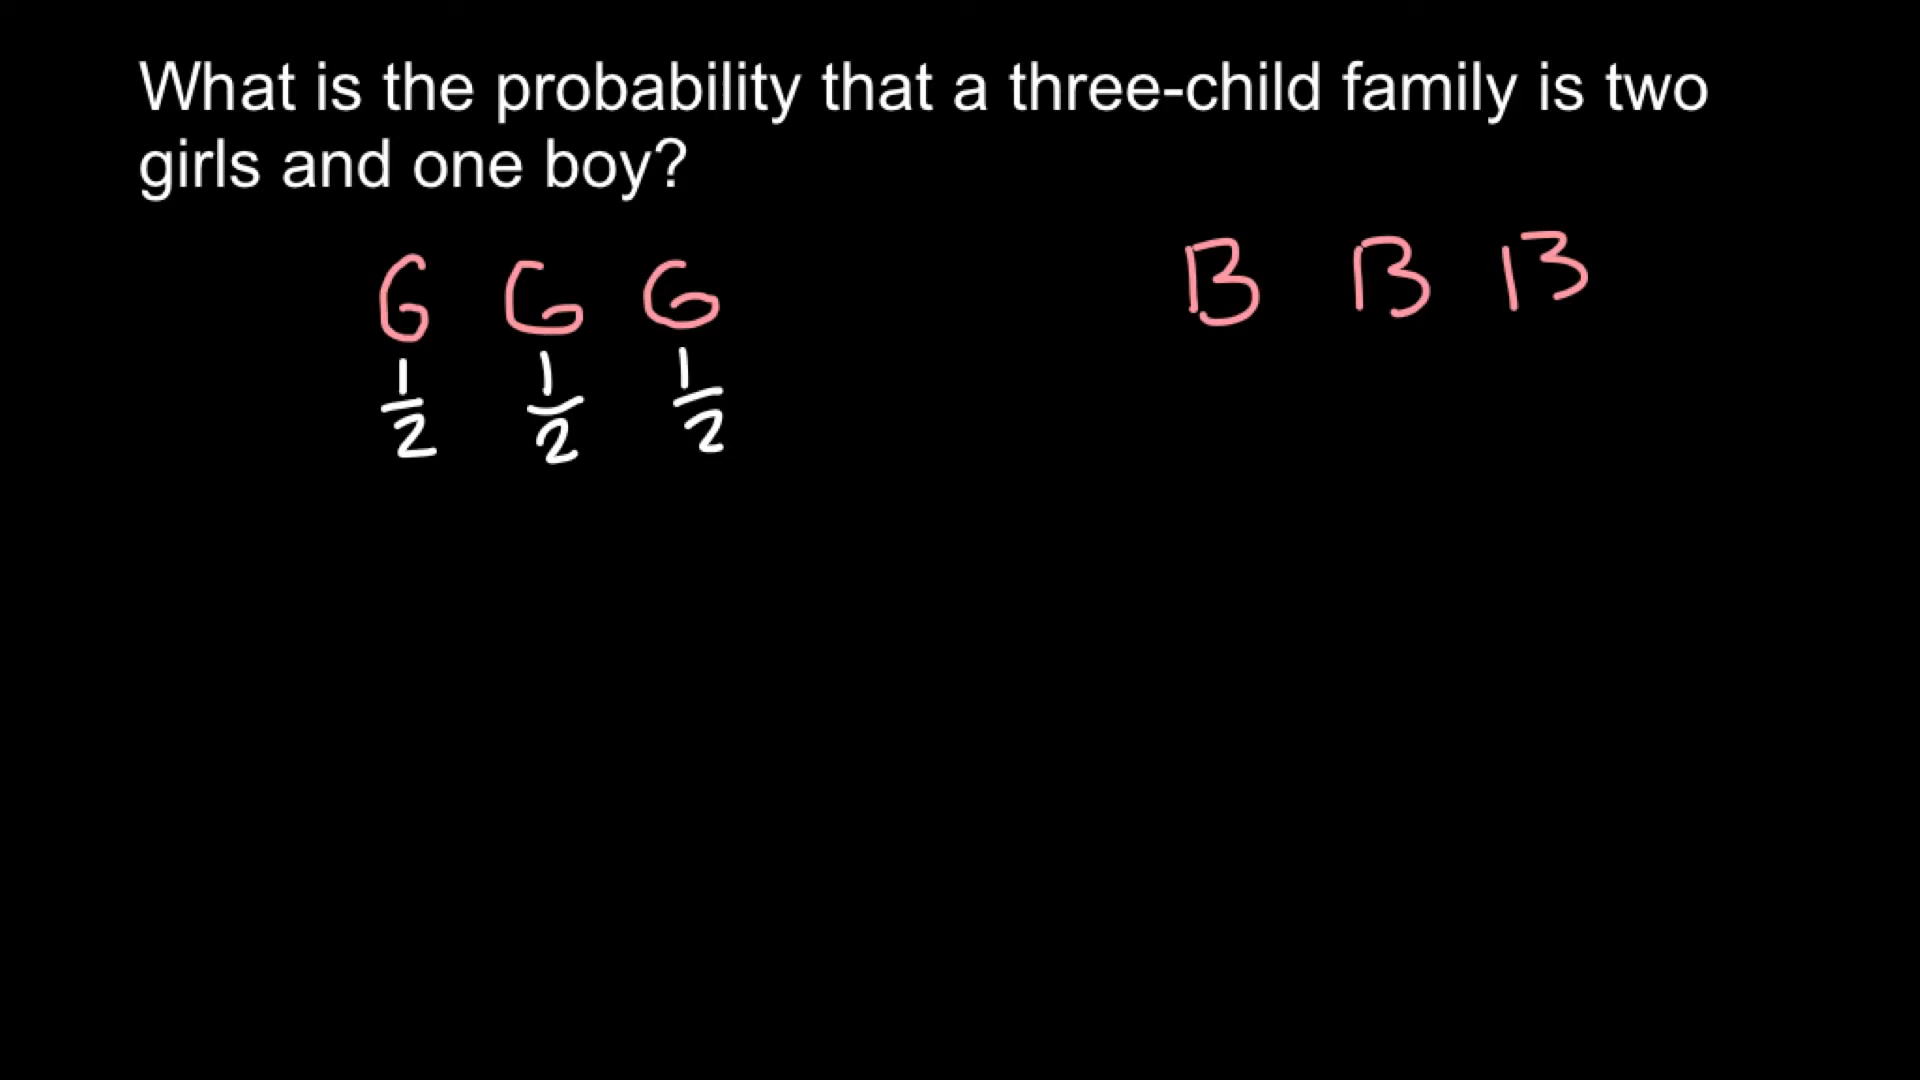 What is the probability that a three-child family is two
girls and one boy?
G G G B B B
1/2 1/2 1/2